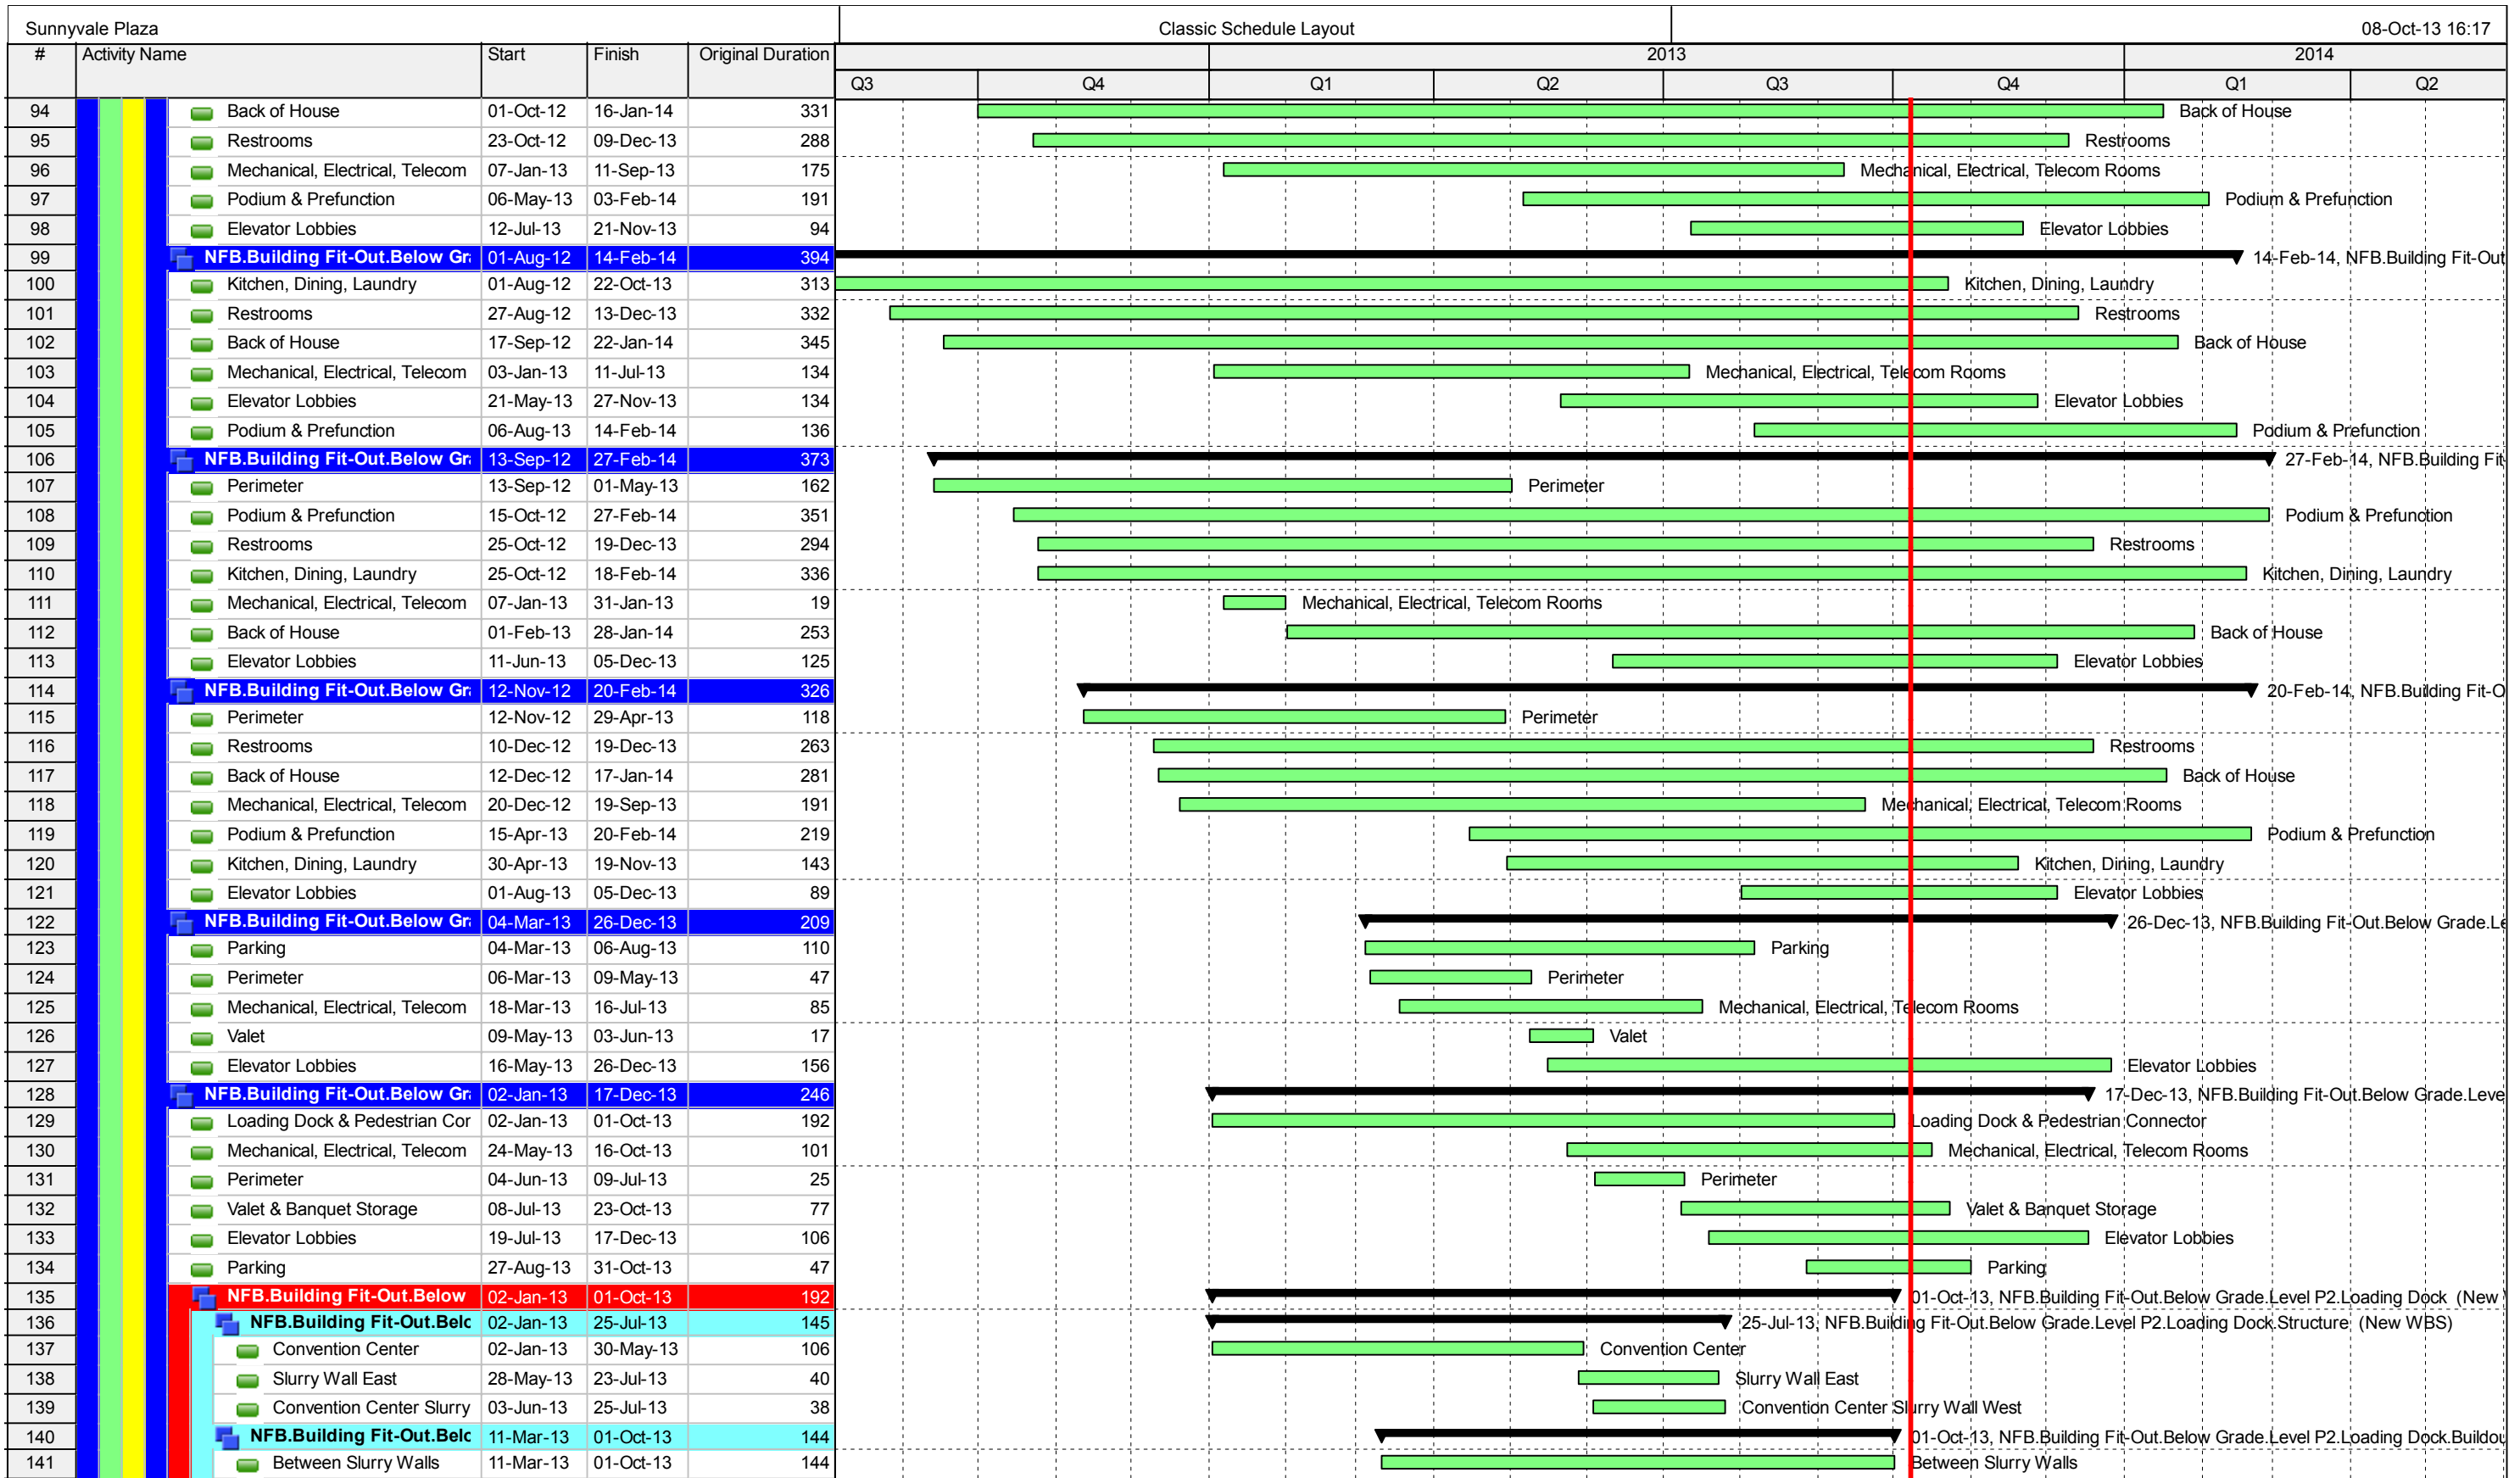 Sunnyvale Plaza Classic Schedule Layout 08-Oct-13 16:17
# Activity Name Start Finish Original Duration 2013 2014
Q3 Q4 Q1 Q2 Q3 Q4 Q1 Q2
94 Back of House 01-Oct-12 16-Jan-14 331 Back of House
95 Restrooms 23-Oct-12 09-Dec-13 288 Restrooms
96 Mechanical, Electrical, Telecom 07-Jan-13 11-Sep-13 175 Mechanical, Electrical, Telecom Rooms
97 Podium & Prefunction 06-May-13 03-Feb-14 191 Podium & Prefunction
98 Elevator Lobbies 12-Jul-13 21-Nov-13 94 Elevator Lobbies
99 NFB.Building Fit-Out.Below Gr 01-Aug-12 14-Feb-14 394 14-Feb-14, NFB.Building Fit-Out
100 Kitchen, Dining, Laundry 01-Aug-12 22-Oct-13 313 Kitchen, Dining, Laundry
101 Restrooms 27-Aug-12 13-Dec-13 332 Restrooms
102 Back of House 17-Sep-12 22-Jan-14 345 Back of House
103 Mechanical, Electrical, Telecom 03-Jan-13 11-Jul-13 134 Mechanical, Electrical, Telecom Rooms
104 Elevator Lobbies 21-May-13 27-Nov-13 134 Elevator Lobbies
105 Podium & Prefunction 06-Aug-13 14-Feb-14 136 Podium & Prefunction
106 NFB.Building Fit-Out.Below Gr 13-Sep-12 27-Feb-14 373 27-Feb-14, NFB.Building Fit-
107 Perimeter 13-Sep-12 01-May-13 162 Perimeter
108 Podium & Prefunction 15-Oct-12 27-Feb-14 351 Podium & Prefunction
109 Restrooms 25-Oct-12 19-Dec-13 294 Restrooms
110 Kitchen, Dining, Laundry 25-Oct-12 18-Feb-14 336 Kitchen, Dining, Laundry
111 Mechanical, Electrical, Telecom 07-Jan-13 31-Jan-13 19 Mechanical, Electrical, Telecom Rooms
112 Back of House 01-Feb-13 28-Jan-14 253 Back of House
113 Elevator Lobbies 11-Jun-13 05-Dec-13 125 Elevator Lobbies
114 NFB.Building Fit-Out.Below Gr 12-Nov-12 20-Feb-14 326 20-Feb-14, NFB.Building Fit-O
115 Perimeter 12-Nov-12 29-Apr-13 118 Perimeter
116 Restrooms 10-Dec-12 19-Dec-13 263 Restrooms
117 Back of House 12-Dec-12 17-Jan-14 281 Back of House
118 Mechanical, Electrical, Telecom 20-Dec-12 19-Sep-13 191 Mechanical, Electrical, Telecom Rooms
119 Podium & Prefunction 15-Apr-13 20-Feb-14 219 Podium & Prefunction
120 Kitchen, Dining, Laundry 30-Apr-13 19-Nov-13 143 Kitchen, Dining, Laundry
121 Elevator Lobbies 01-Aug-13 05-Dec-13 89 Elevator Lobbies
122 NFB.Building Fit-Out.Below Gr 04-Mar-13 26-Dec-13 209 26-Dec-13, NFB.Building Fit-Out.Below Grade.Le
123 Parking 04-Mar-13 06-Aug-13 110 Parking
124 Perimeter 06-Mar-13 09-May-13 47 Perimeter
125 Mechanical, Electrical, Telecom 18-Mar-13 16-Jul-13 85 Mechanical, Electrical, Telecom Rooms
126 Valet 09-May-13 03-Jun-13 17 Valet
127 Elevator Lobbies 16-May-13 26-Dec-13 156 Elevator Lobbies
128 NFB.Building Fit-Out.Below Gr 02-Jan-13 17-Dec-13 246 17-Dec-13, NFB.Building Fit-Out.Below Grade.Leve
129 Loading Dock & Pedestrian Cor 02-Jan-13 01-Oct-13 192 Loading Dock & Pedestrian Connector
130 Mechanical, Electrical, Telecom 24-May-13 16-Oct-13 101 Mechanical, Electrical, Telecom Rooms
131 Perimeter 04-Jun-13 09-Jul-13 25 Perimeter
132 Valet & Banquet Storage 08-Jul-13 23-Oct-13 77 Valet & Banquet Storage
133 Elevator Lobbies 19-Jul-13 17-Dec-13 106 Elevator Lobbies
134 Parking 27-Aug-13 31-Oct-13 47 Parking
135 NFB.Building Fit-Out.Below 02-Jan-13 01-Oct-13 192 01-Oct-13, NFB.Building Fit-Out.Below Grade.Level P2.Loading Dock (New
136 NFB.Building Fit-Out.Belc 02-Jan-13 25-Jul-13 145 25-Jul-13, NFB.Building Fit-Out.Below Grade.Level P2.Loading Dock.Structure (New WBS)
137 Convention Center 02-Jan-13 30-May-13 106 Convention Center
138 Slurry Wall East 28-May-13 23-Jul-13 40 Slurry Wall East
139 Convention Center Slurry 03-Jun-13 25-Jul-13 38 Convention Center Slurry Wall West
140 NFB.Building Fit-Out.Belc 11-Mar-13 01-Oct-13 144 01-Oct-13, NFB.Building Fit-Out.Below Grade.Level P2.Loading Dock.Buildou
141 Between Slurry Walls 11-Mar-13 01-Oct-13 144 Between Slurry Walls